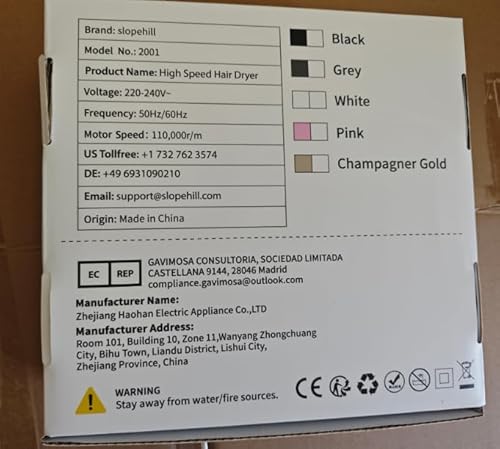 Brand: slopehill
Model No.: 2001
Product Name: High Speed Hair Dryer
Voltage: 220-240V~
Frequency: 50Hz/60Hz
Motor Speed: 110,000r/m
US Tollfree: +1 732 762 3574
DE: +49 6931090210
Email: support@slopehill.com
Origin: Made in China
Black
Grey
White
Pink
Champagner Gold
EC REP
GAVIMOSA CONSULTORIA, SOCIEDAD LIMITADA
CASTELLANA 9144, 28046 Madrid
compliance.gavimosa@outlook.com
Manufacturer Name:
Zhejiang Haohan Electric Appliance Co.,LTD
Manufacturer Address:
Room 101, Building 10, Zone 11,Wanyang Zhongchuang
City, Bihu Town, Liandu District, Lishui City,
Zhejiang Province, China
WARNING
Stay away from water/fire sources.
CE